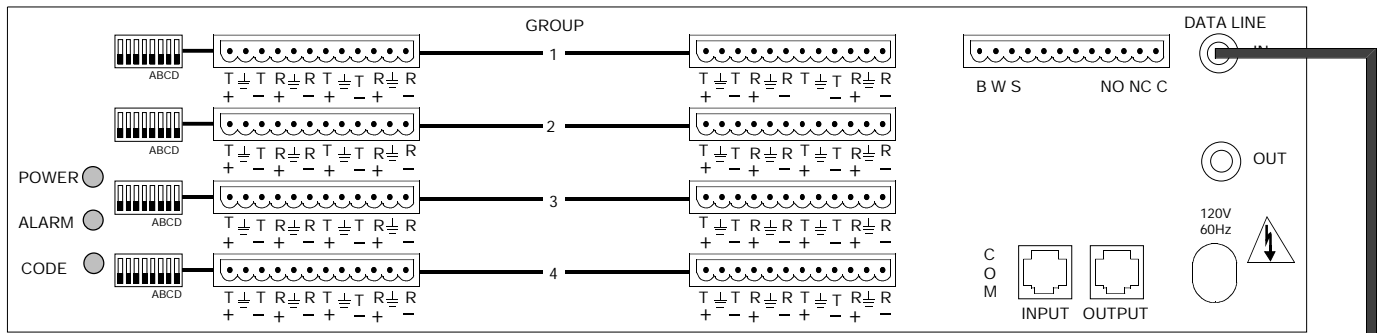 GROUP
DATA LINE
1
IN
ABCD
T ⏚ T R ⏚ R T ⏚ T R ⏚ R
+ − + − + − + −
T ⏚ T R ⏚ R T ⏚ T R ⏚ R
+ − + −
B W S
NO NC C
2
ABCD
T ⏚ T R ⏚ R T ⏚ T R ⏚ R
+ − + − + − + −
T ⏚ T R ⏚ R T ⏚ T R ⏚ R
+ − + − + − + −
OUT
POWER
3
ABCD
T ⏚ T R ⏚ R T ⏚ T R ⏚ R
+ − + − + − + −
T ⏚ T R ⏚ R T ⏚ T R ⏚ R
+ − + − + − + −
ALARM
120V
60Hz
CODE
4
ABCD
T ⏚ T R ⏚ R T ⏚ T R ⏚ R
+ − + − + − + −
T ⏚ T R ⏚ R T ⏚ T R ⏚ R
+ − + − + − + −
COM
INPUT
OUTPUT